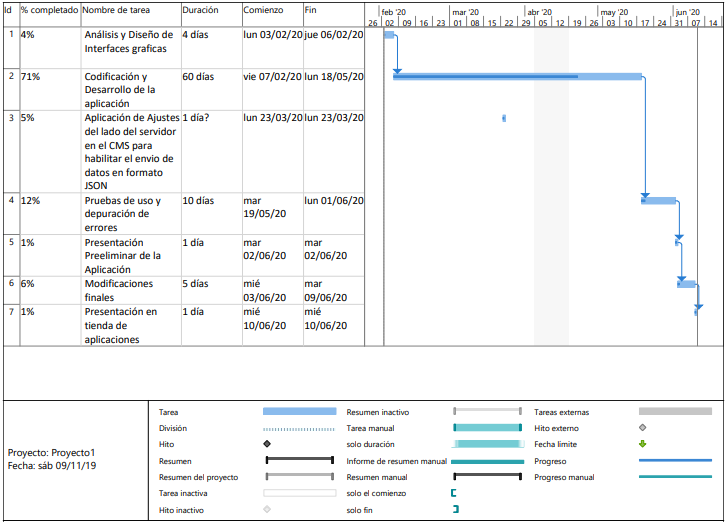 Id % completado Nombre de tarea Duración Comienzo Fin
feb '20 mar '20 abr '20 may '20 jun '20
26 02 09 16 23 01 08 15 22 29 05 12 19 26 03 10 17 24 31 07 14
1 4% Análisis y Diseño de 4 días lun 03/02/20 jue 06/02/20
Interfaces graficas
2 71% Codificación y 60 días vie 07/02/20 lun 18/05/20
Desarrollo de la
aplicación
3 5% Aplicación de Ajustes 1 día? lun 23/03/20 lun 23/03/20
del lado del servidor
en el CMS para
habilitar el envio de
datos en formato
JSON
4 12% Pruebas de uso y 10 días mar lun 01/06/20
depuración de 19/05/20
errores
5 1% Presentación 1 día mar mar
Preeliminar de la 02/06/20 02/06/20
Aplicación
6 6% Modificaciones 5 días mié mar
finales 03/06/20 09/06/20
7 1% Presentación en 1 día mié mié
tienda de 10/06/20 10/06/20
aplicaciones
Proyecto: Proyecto1
Fecha: sáb 09/11/19
Tarea Resumen inactivo Tareas externas
División Tarea manual Hito externo
Hito solo duración Fecha límite
Resumen Informe de resumen manual Progreso
Resumen del proyecto Resumen manual Progreso manual
Tarea inactiva solo el comienzo
Hito inactivo solo fin